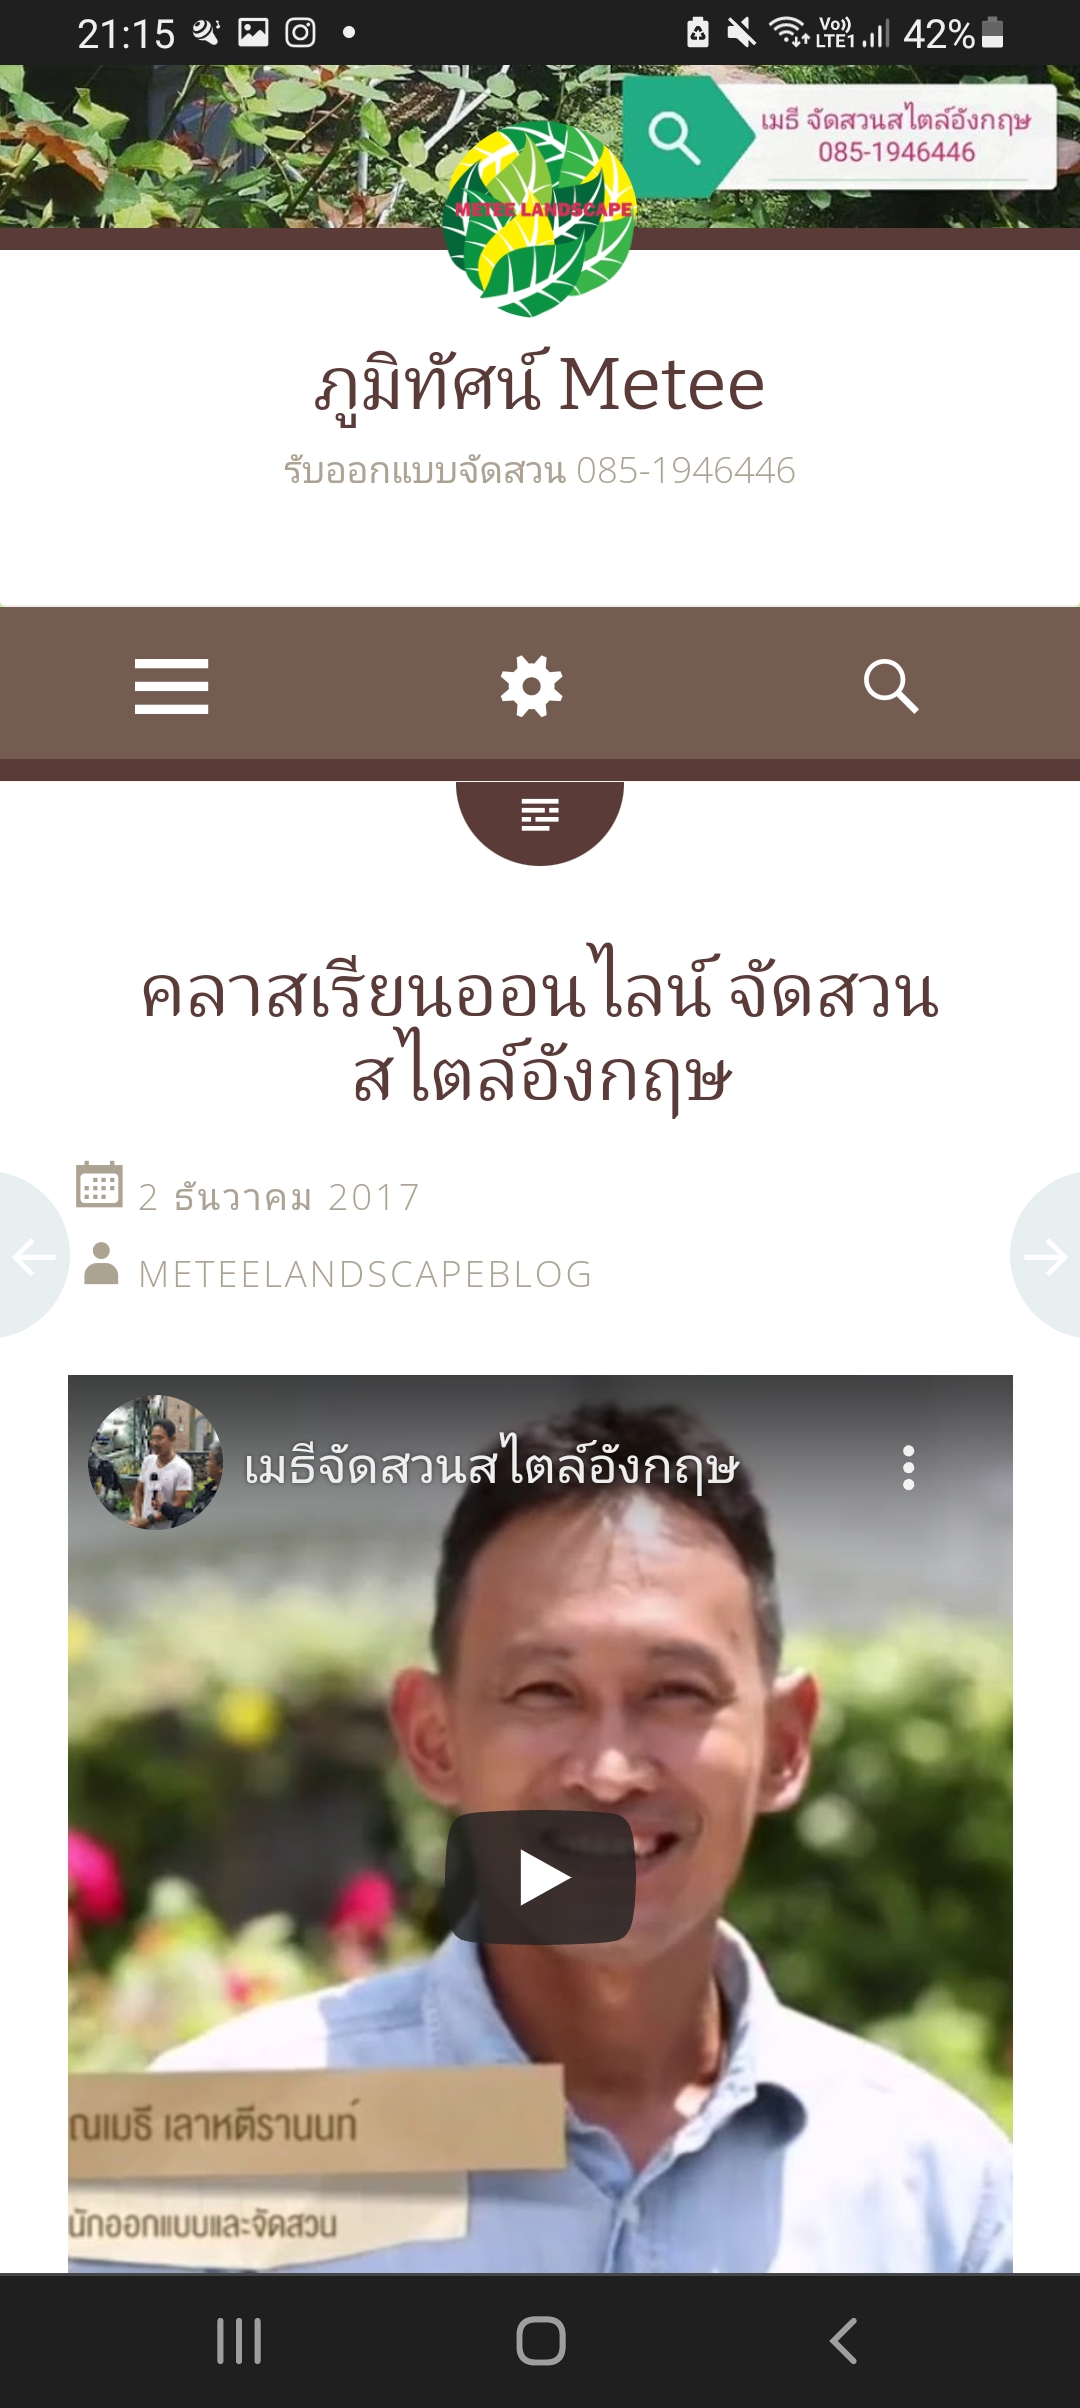 21:15
Vo))
LTE1
42%
เมธี จัดสวนสไตล์อังกฤษ
085-1946446
METEE LANDSCAPE
ภูมิทัศน์ Metee
รับออกแบบจัดสวน 085-1946446
คลาสเรียนออนไลน์ จัดสวน
สไตล์อังกฤษ
2 ธันวาคม 2017
METEELANDSCAPEBLOG
เมธีจัดสวนสไตล์อังกฤษ
ณเมธี เลาหตีรานนท์
นักออกแบบและจัดสวน